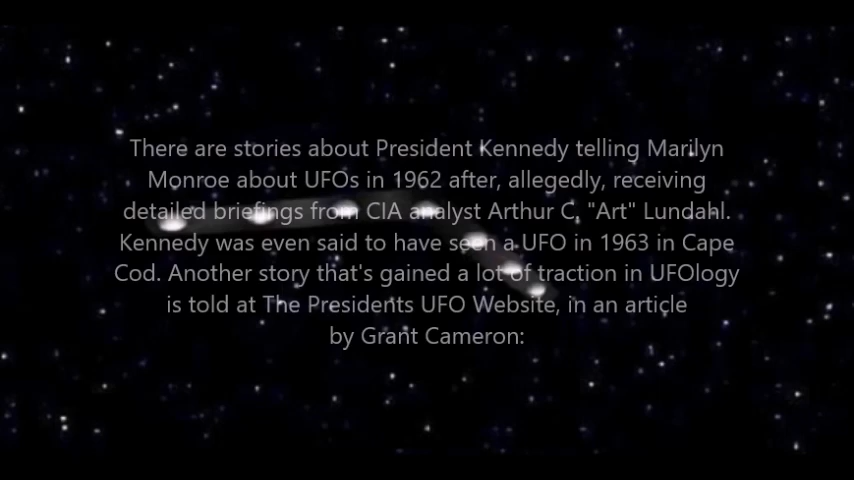 There are stories about President Kennedy telling Marilyn
Monroe about UFOs in 1962 after, allegedly, receiving
detailed briefings from CIA analyst Arthur C. "Art" Lundahl.
Kennedy was even said to have seen a UFO in 1963 in Cape
Cod. Another story that's gained a lot of traction in UFOlogy
is told at The Presidents UFO Website, in an article
by Grant Cameron: